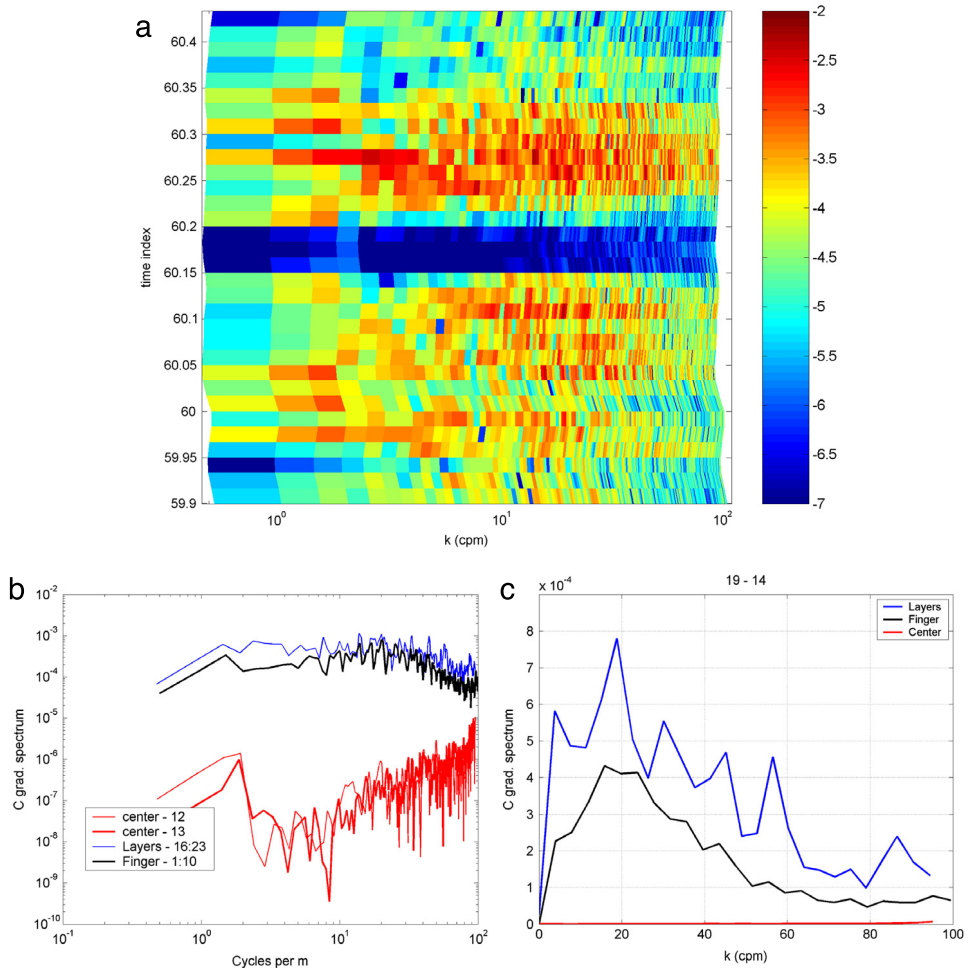 a
60.4
60.35
60.3
60.25
60.2
60.15
60.1
60.05
60
59.95
59.9
time index
10^0
10^1
10^2
k (cpm)
-2
-2.5
-3
-3.5
-4
-4.5
-5
-5.5
-6
-6.5
-7
b
10^-2
10^-3
10^-4
10^-5
10^-6
10^-7
10^-8
10^-9
10^-10
C grad. spectrum
center - 12
center - 13
Layers - 16:23
Finger - 1:10
10^-1
10^0
10^1
10^2
Cycles per m
c
x 10^-4
19 - 14
Layers
Finger
Center
8
7
6
5
4
3
2
1
0
C grad. spectrum
0
20
40
60
80
100
k (cpm)